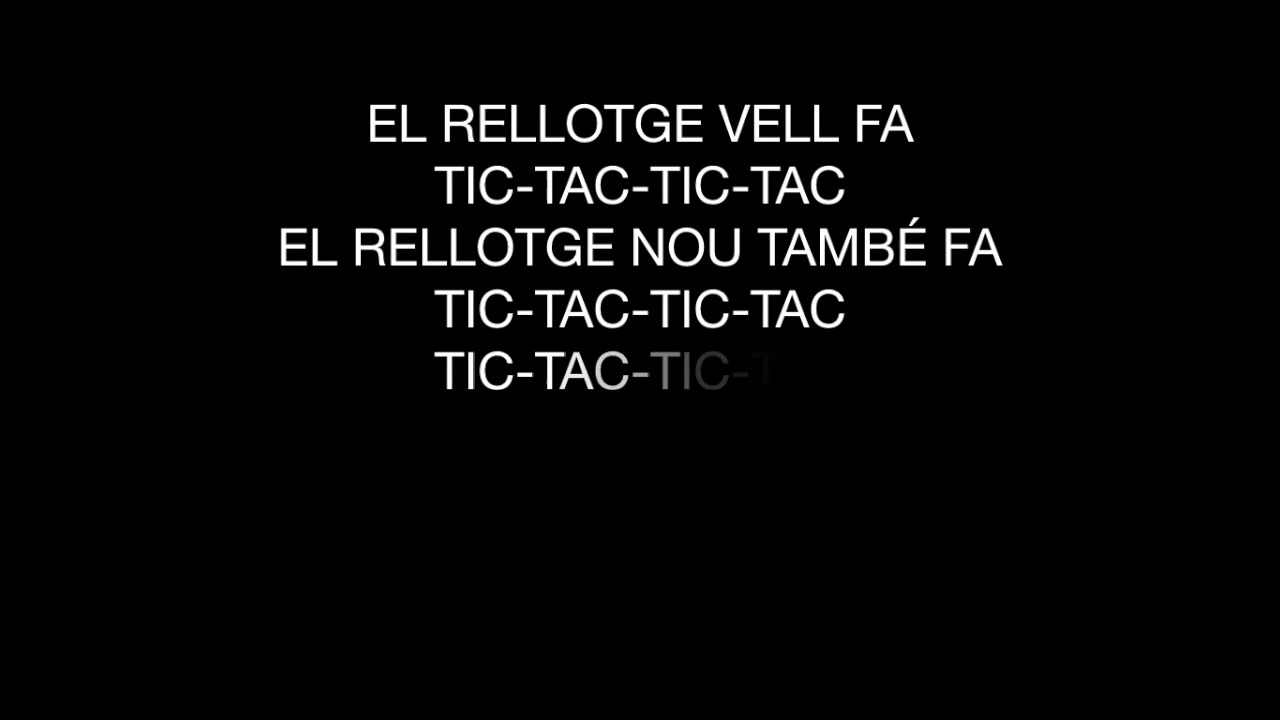 EL RELLOTGE VELL FA
TIC-TAC-TIC-TAC
EL RELLOTGE NOU TAMBÉ FA
TIC-TAC-TIC-TAC
TIC-TAC-TIC-T